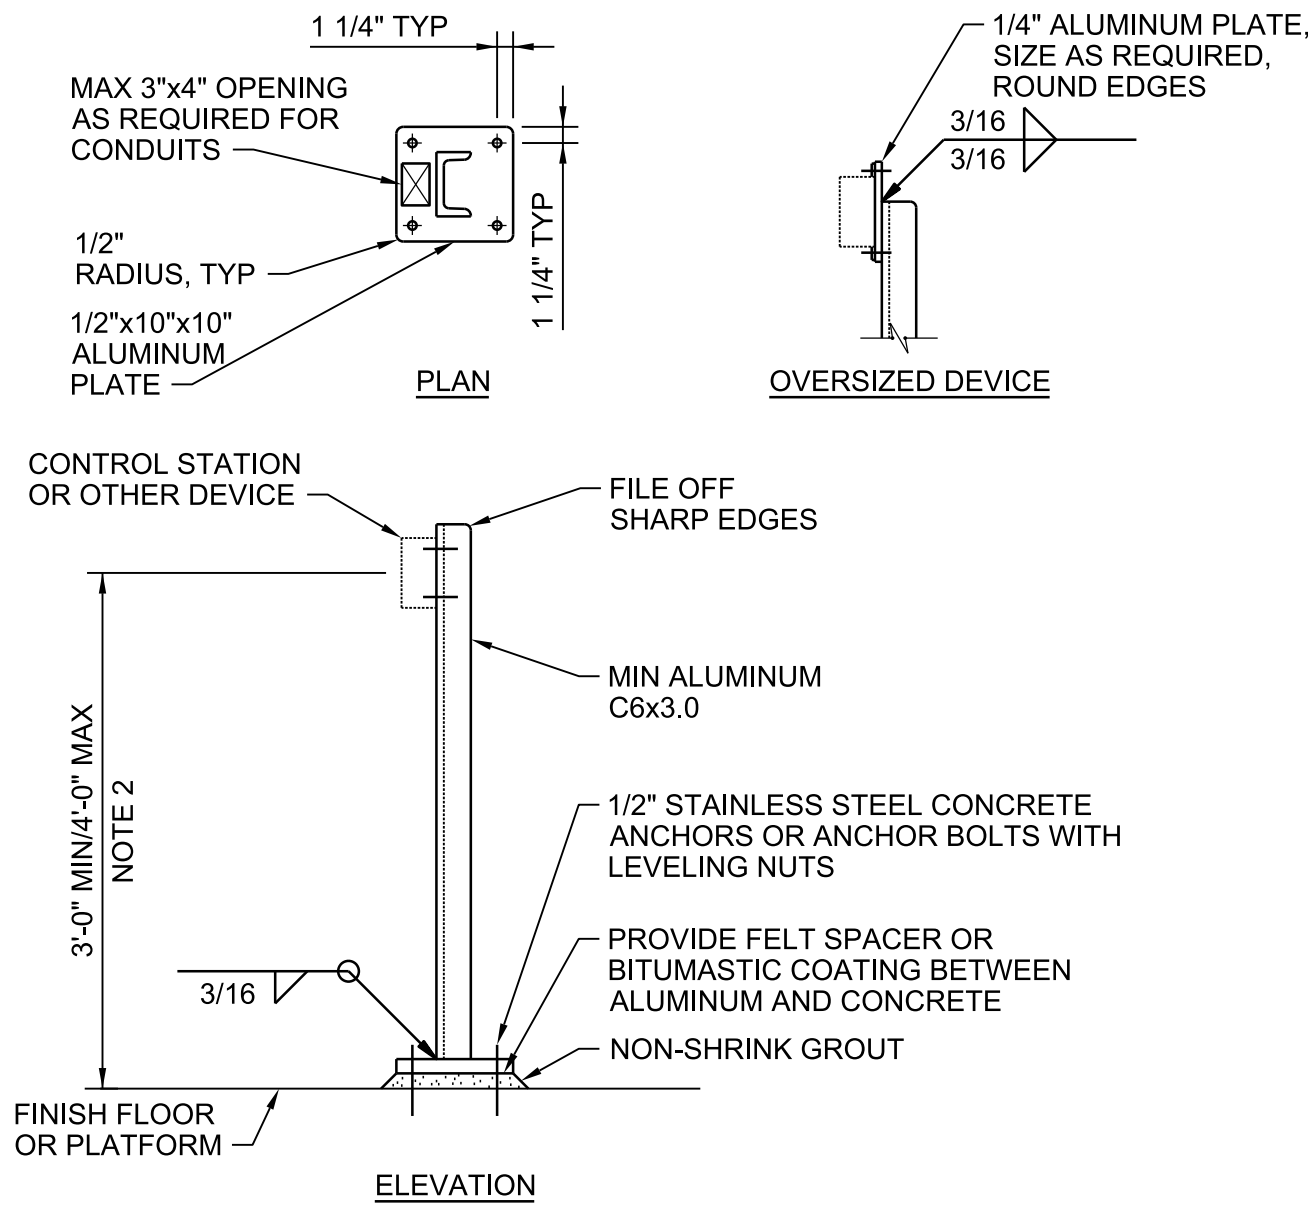 1 1/4" TYP
MAX 3"x4" OPENING
AS REQUIRED FOR
CONDUITS
1/2"
RADIUS, TYP
1/2"x10"x10"
ALUMINUM
PLATE
1 1/4" TYP
PLAN
1/4" ALUMINUM PLATE,
SIZE AS REQUIRED,
ROUND EDGES
3/16
3/16
OVERSIZED DEVICE
CONTROL STATION
OR OTHER DEVICE
FILE OFF
SHARP EDGES
MIN ALUMINUM
C6x3.0
3'-0" MIN/4'-0" MAX
NOTE 2
1/2" STAINLESS STEEL CONCRETE
ANCHORS OR ANCHOR BOLTS WITH
LEVELING NUTS
PROVIDE FELT SPACER OR
BITUMASTIC COATING BETWEEN
ALUMINUM AND CONCRETE
3/16
NON-SHRINK GROUT
FINISH FLOOR
OR PLATFORM
ELEVATION